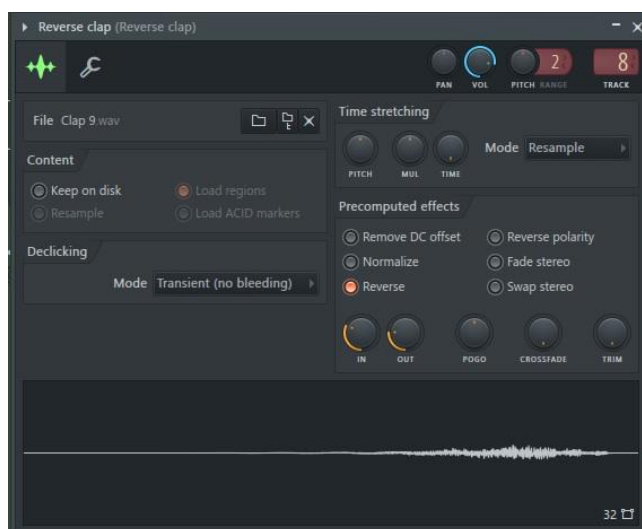 Reverse clap (Reverse clap)
PAN VOL PITCH RANGE 2 TRACK 8
File Clap 9.wav
Content
Keep on disk Load regions
Resample Load ACID markers
Declicking
Mode Transient (no bleeding)
Time stretching
PITCH MUL TIME Mode Resample
Precomputed effects
Remove DC offset Reverse polarity
Normalize Fade stereo
Reverse Swap stereo
IN OUT POGO CROSSFADE TRIM
32